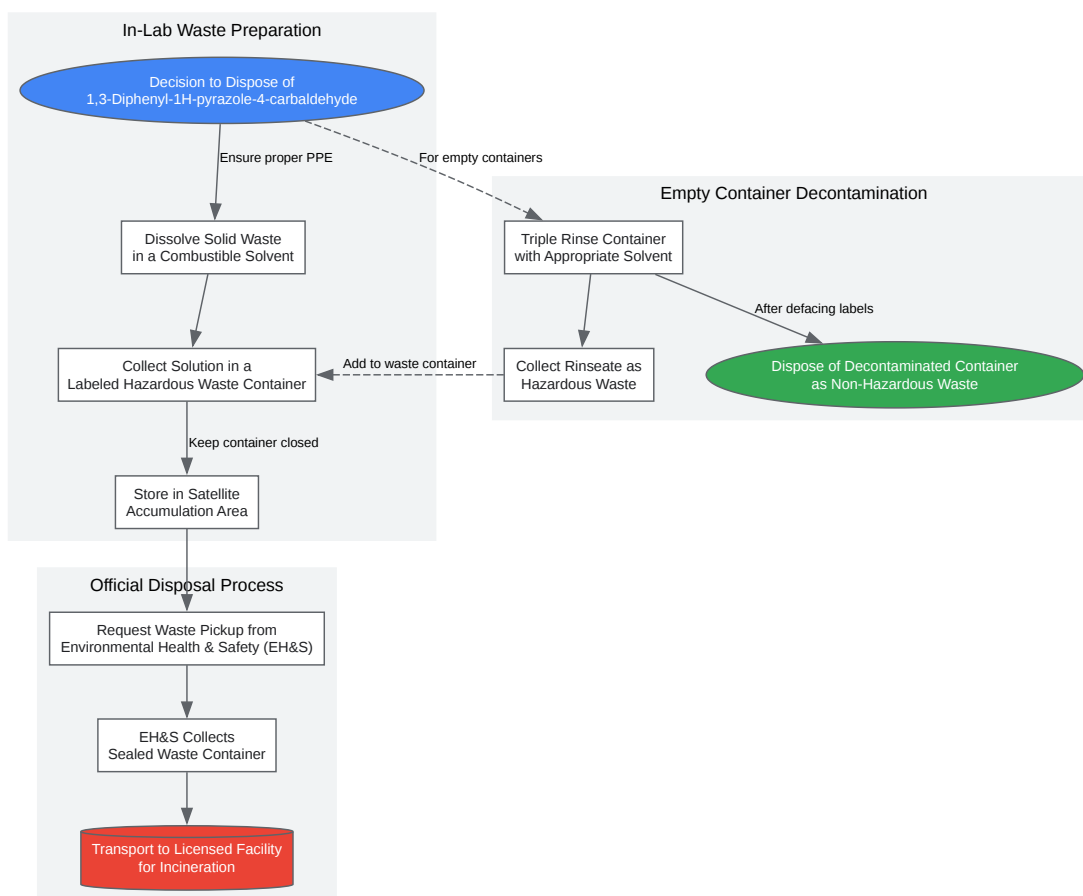 In-Lab Waste Preparation
Decision to Dispose of
1,3-Diphenyl-1H-pyrazole-4-carbaldehyde
Ensure proper PPE
For empty containers
Empty Container Decontamination
Dissolve Solid Waste
in a Combustible Solvent
Triple Rinse Container
with Appropriate Solvent
After defacing labels
Collect Solution in a
Labeled Hazardous Waste Container
Add to waste container
Collect Rinseate as
Hazardous Waste
Dispose of Decontaminated Container
as Non-Hazardous Waste
Keep container closed
Store in Satellite
Accumulation Area
Official Disposal Process
Request Waste Pickup from
Environmental Health & Safety (EH&S)
EH&S Collects
Sealed Waste Container
Transport to Licensed Facility
for Incineration